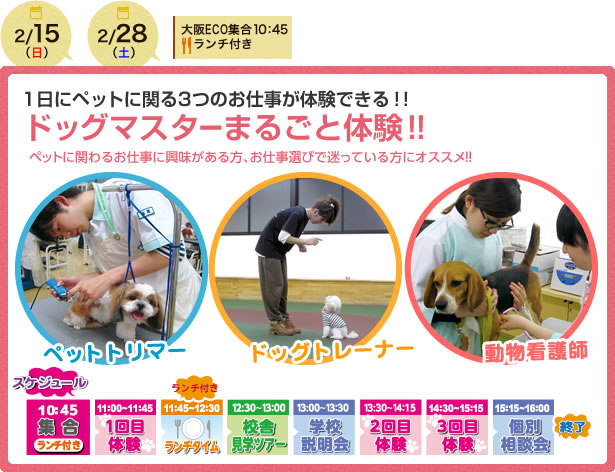 2/15
（日）
2/28
（土）
大阪ECO集合10:45
ランチ付き
1日にペットに関る3つのお仕事が体験できる！！
ドッグマスターまるごと体験!!
ペットに関わるお仕事に興味がある方、お仕事選びで迷っている方にオススメ!!
ペットトリマー
ドッグトレーナー
動物看護師
スケジュール
10:45
集合
ランチ付き
11:00~11:45
1回目
体験
ランチ付き
11:45~12:30
ランチタイム
12:30~13:00
校舎
見学ツアー
13:00~13:30
学校
説明会
13:30~14:15
2回目
体験
14:30~15:15
3回目
体験
15:15~16:00
個別
相談会
終了